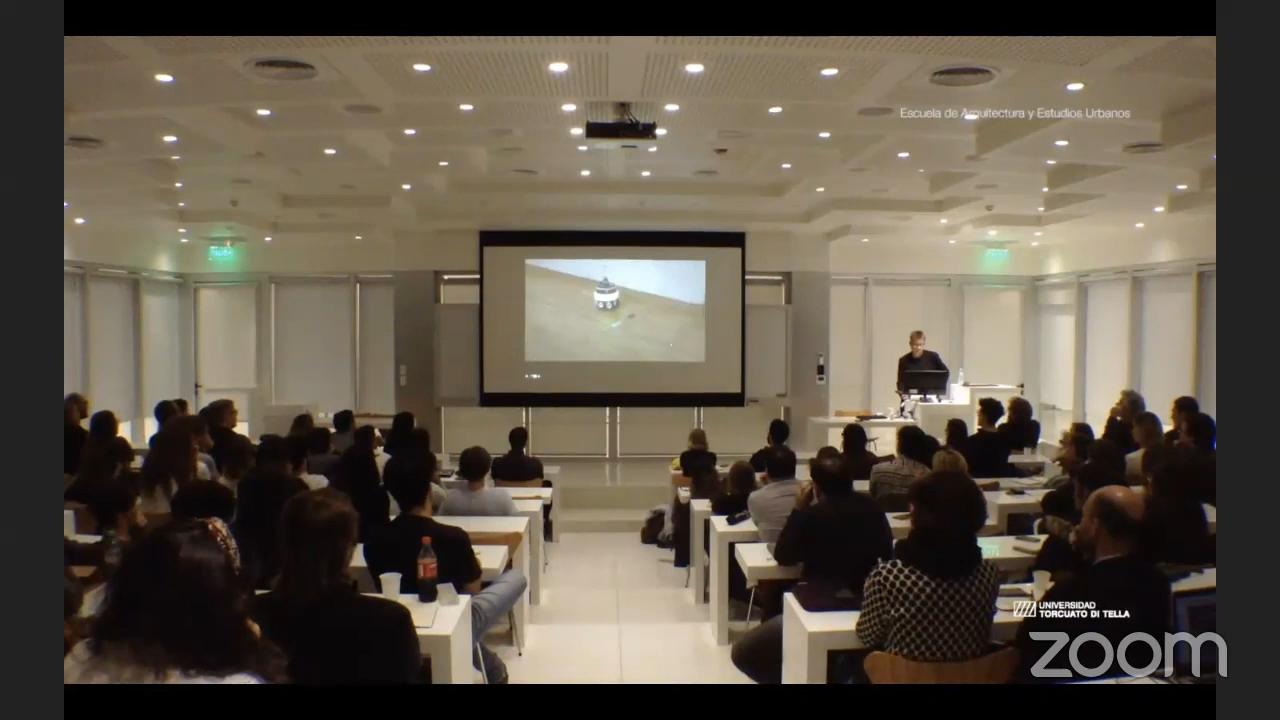 Escuela de Arquitectura y Estudios Urbanos
UNIVERSIDAD
TORCUATO DI TELLA
zoom